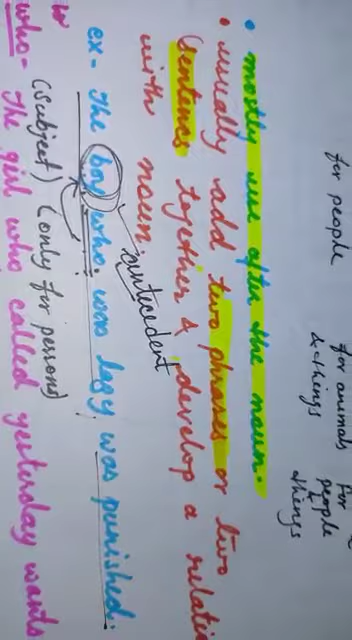 for people
for animals
& things
For
people
+
things
• mostly use after the noun.
• usually add two phrases or two
(sentences together & develop a relati
with noun
ex- The boy who was lazy, was punished.
antecedent
(Subject) (only for persons)
who- The girl who called yesterday wants